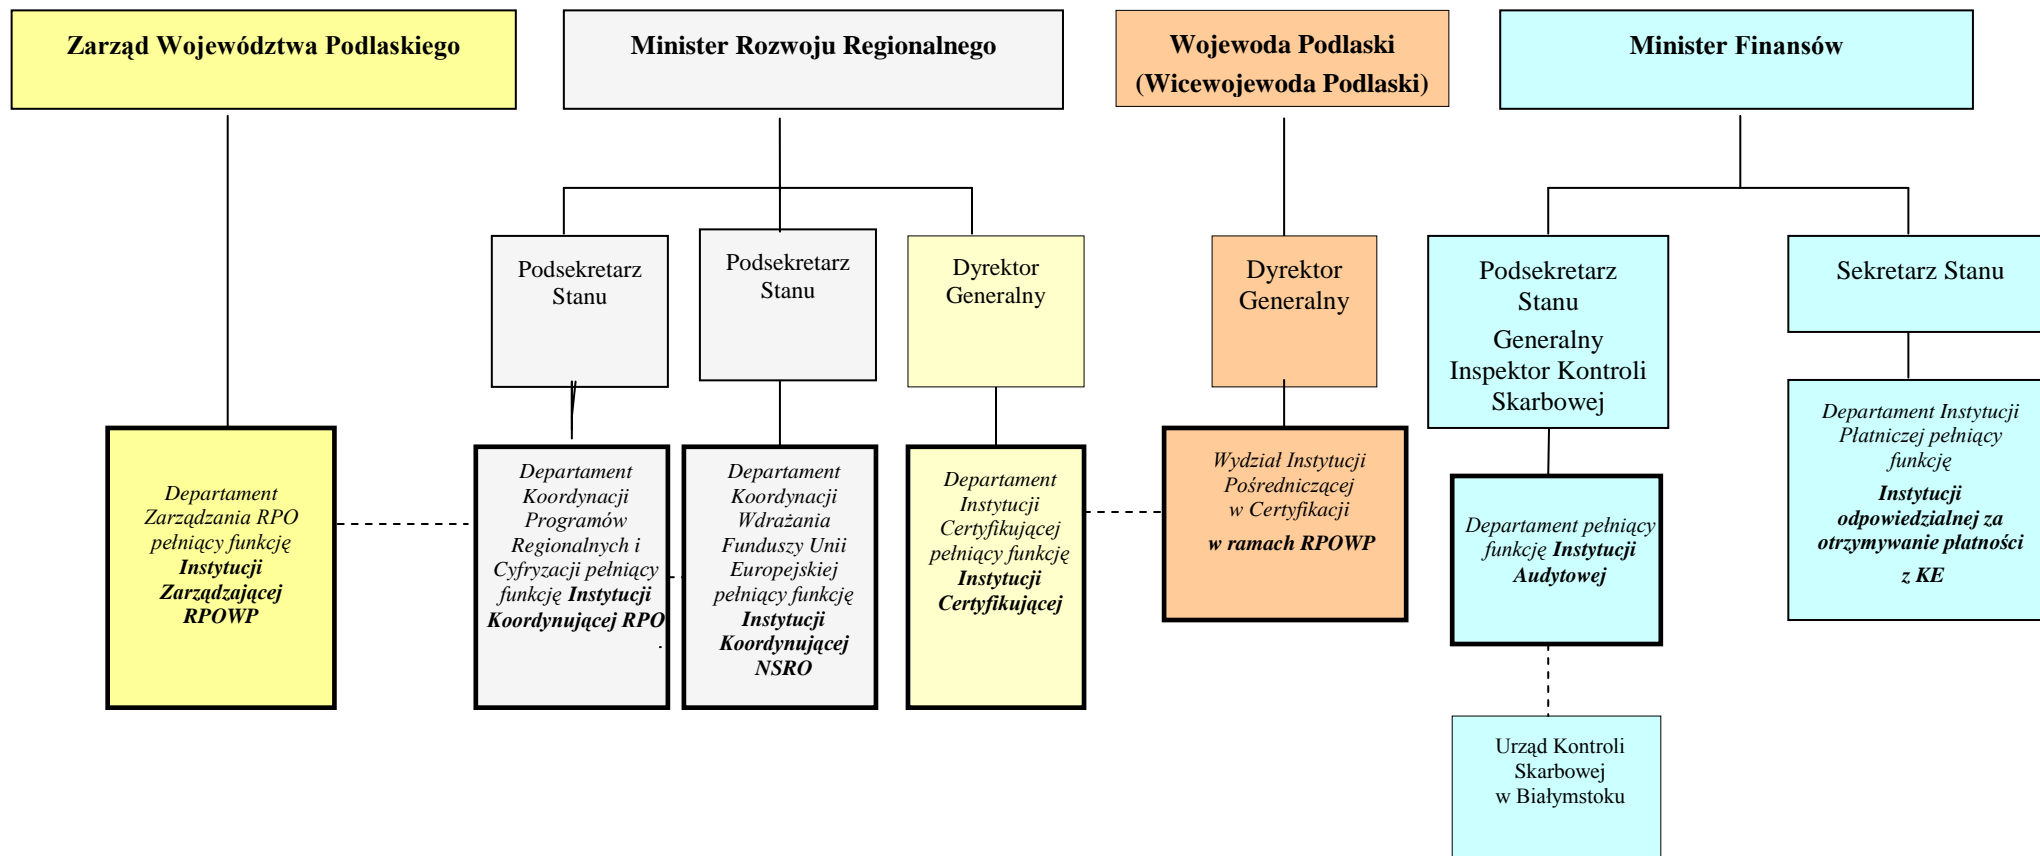 Zarząd Województwa Podlaskiego
Minister Rozwoju Regionalnego
Wojewoda Podlaski
(Wicewojewoda Podlaski)
Minister Finansów
Podsekretarz
Stanu
Podsekretarz
Stanu
Dyrektor
Generalny
Dyrektor
Generalny
Podsekretarz
Stanu
Generalny
Inspektor Kontroli
Skarbowej
Sekretarz Stanu
Departament
Zarządzania RPO
pełniący funkcję
Instytucji
Zarządzającej
RPOWP
Departament
Koordynacji
Programów
Regionalnych i
Cyfryzacji pełniący
funkcję Instytucji
Koordynującej RPO
.
Departament
Koordynacji
Wdrażania
Funduszy Unii
Europejskiej
pełniący funkcję
Instytucji
Koordynującej
NSRO
Departament
Instytucji
Certyfikującej
pełniący funkcję
Instytucji
Certyfikującej
Wydział Instytucji
Pośredniczącej
w Certyfikacji
w ramach RPOWP
Departament pełniący
funkcję Instytucji
Audytowej
Departament Instytucji
Płatniczej pełniący
funkcję
Instytucji
odpowiedzialnej za
otrzymywanie płatności
z KE
Urząd Kontroli
Skarbowej
w Białymstoku